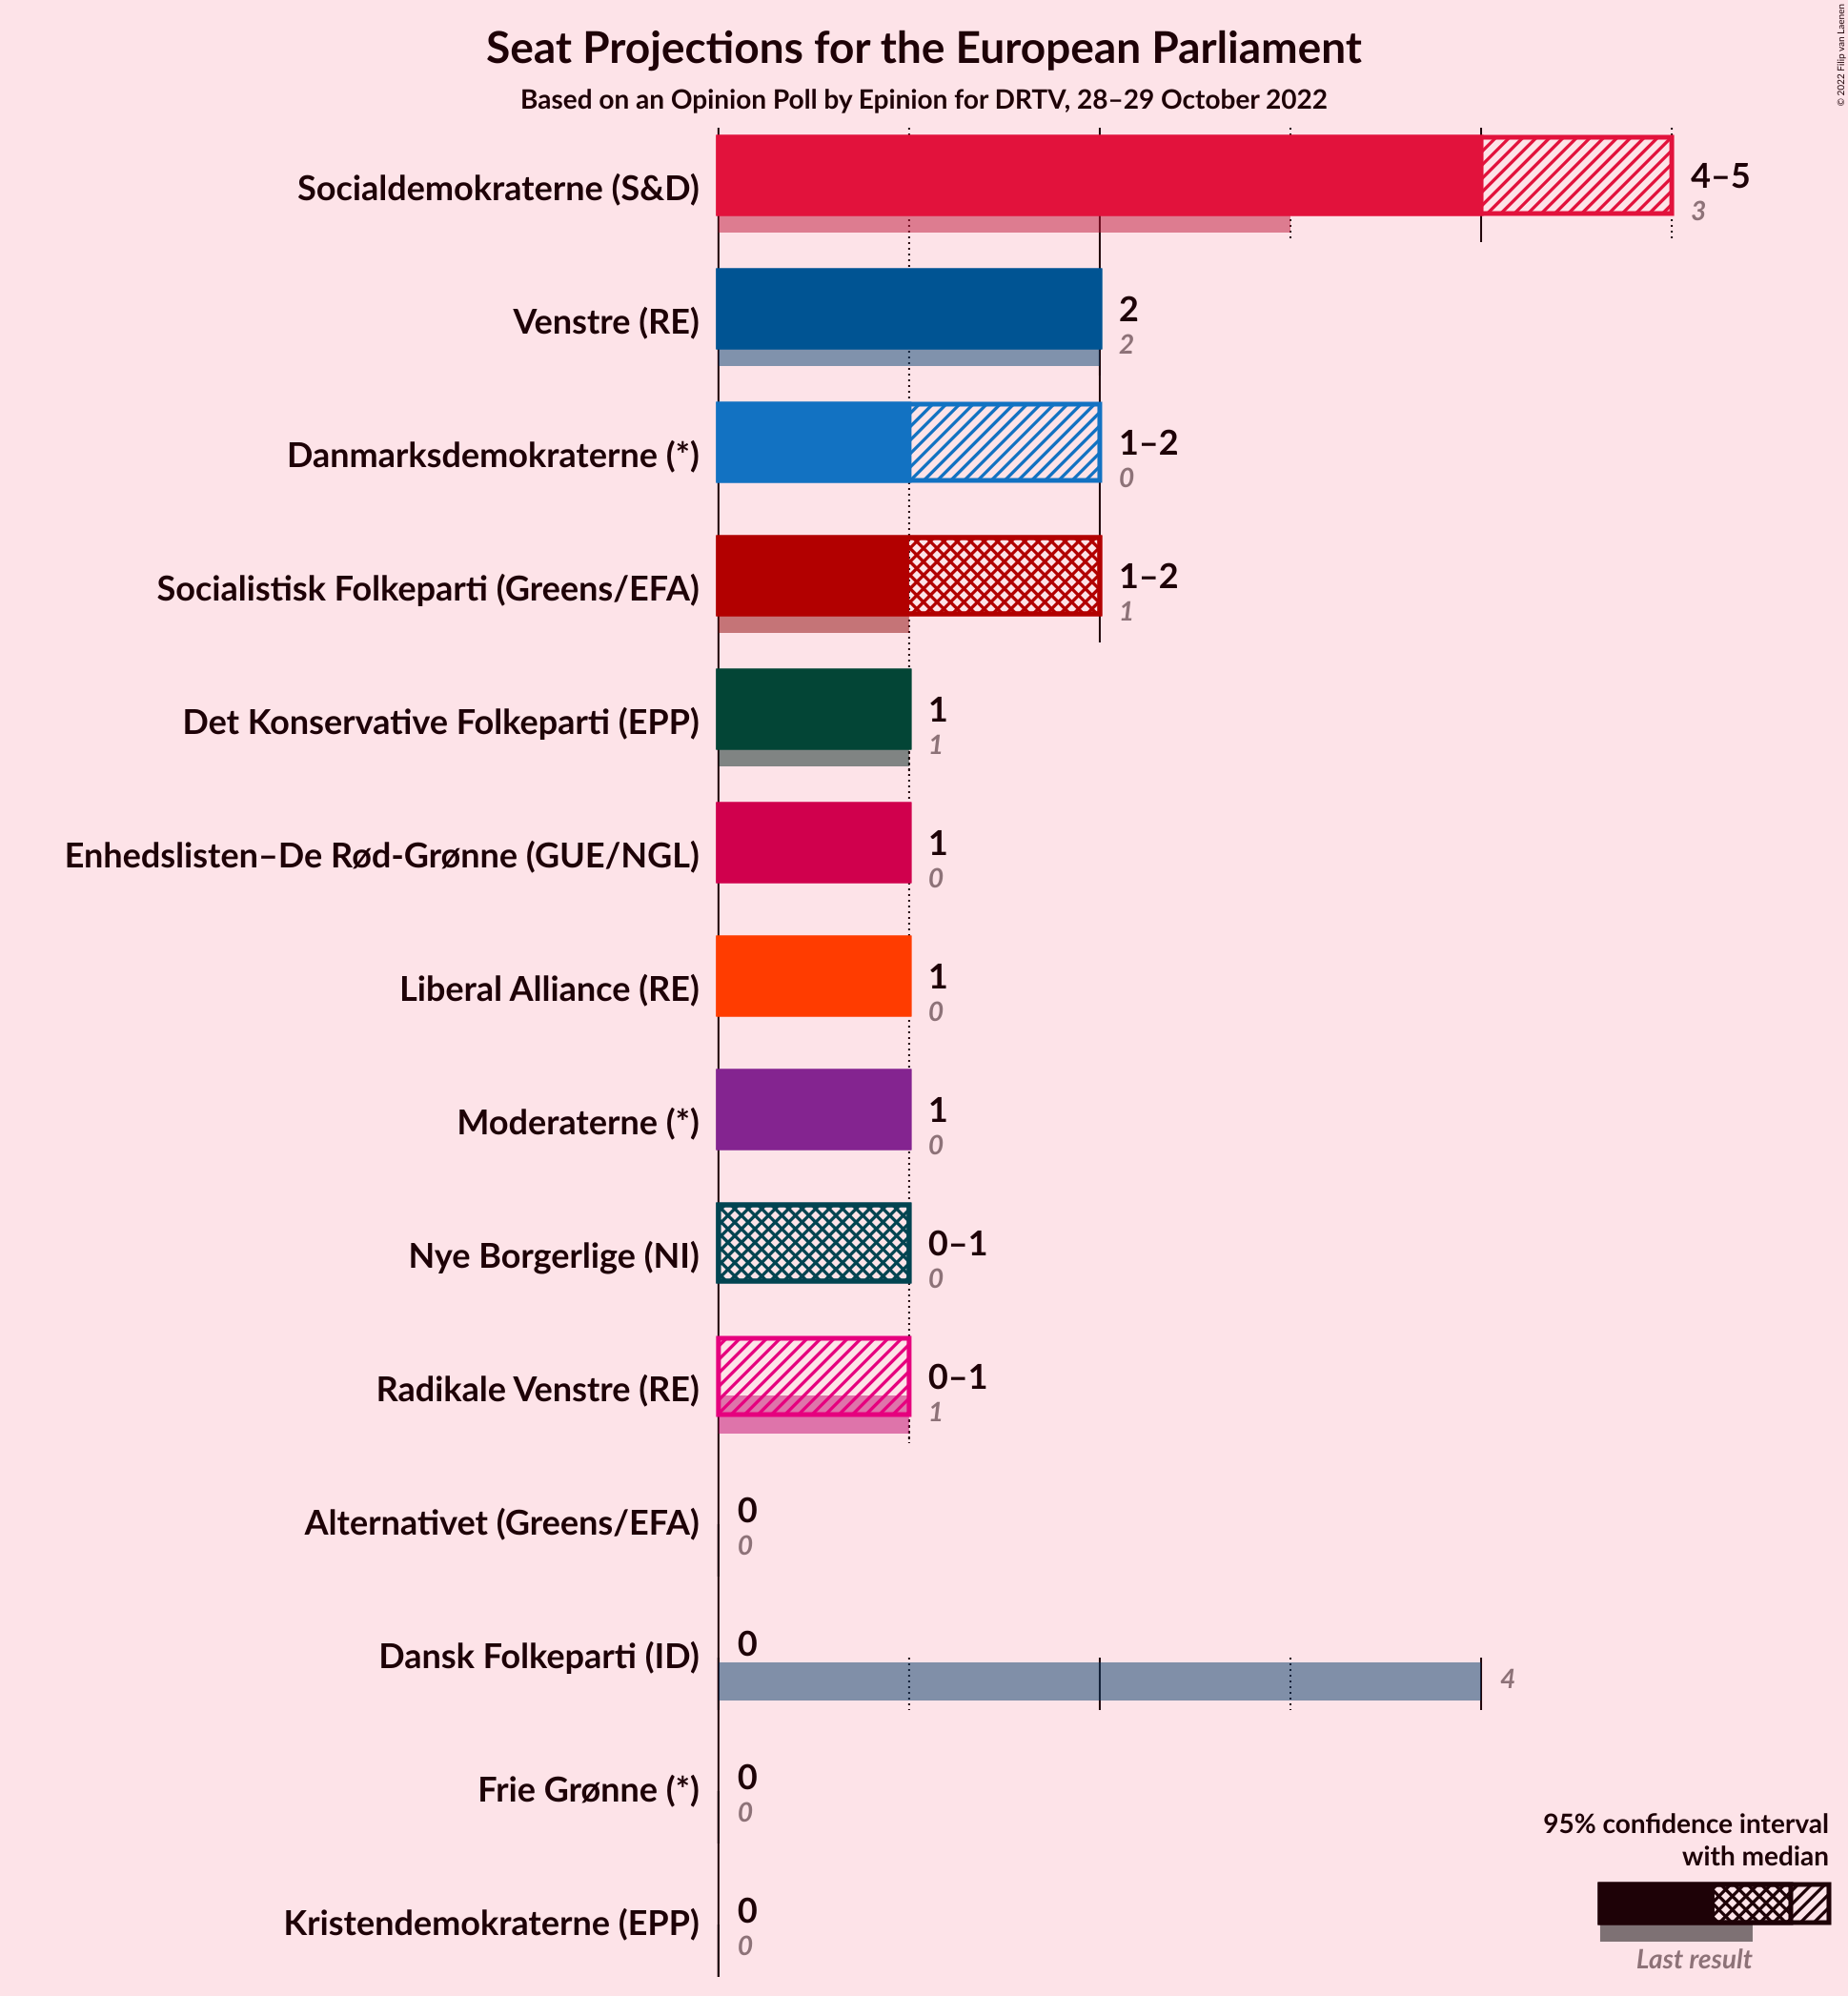 Seat Projections for the European Parliament
Based on an Opinion Poll by Epinion for DRTV, 28–29 October 2022
© 2022 Filip van Laenen
Socialdemokraterne (S&D)
4–5
3
Venstre (RE)
2
2
Danmarksdemokraterne (*)
1–2
0
Socialistisk Folkeparti (Greens/EFA)
1–2
1
Det Konservative Folkeparti (EPP)
1
1
Enhedslisten–De Rød-Grønne (GUE/NGL)
1
0
Liberal Alliance (RE)
1
0
Moderaterne (*)
1
0
Nye Borgerlige (NI)
0–1
0
Radikale Venstre (RE)
0–1
1
Alternativet (Greens/EFA)
0
0
Dansk Folkeparti (ID)
0
4
Frie Grønne (*)
0
0
Kristendemokraterne (EPP)
0
0
95% confidence interval
with median
Last result